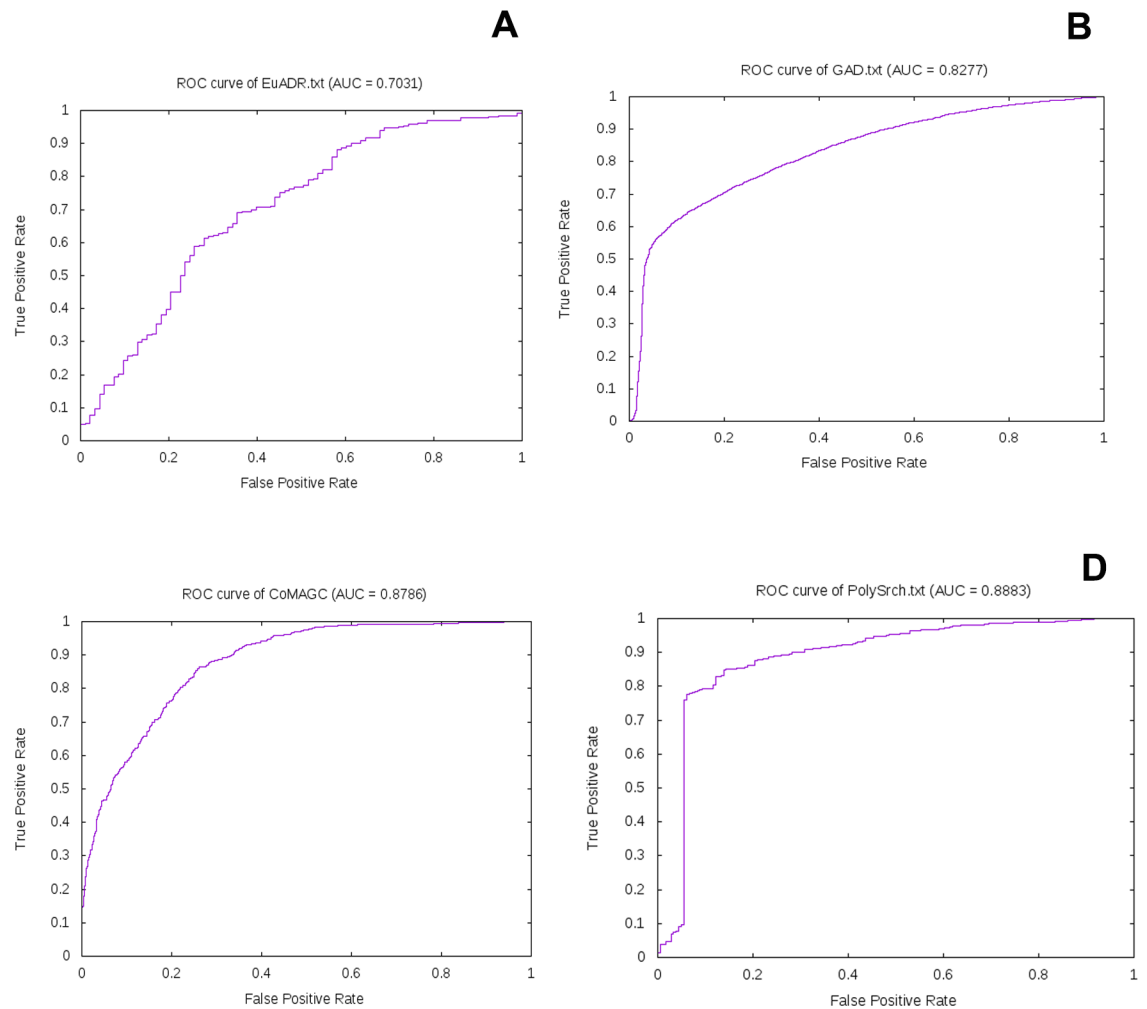 A
ROC curve of EuADR.txt (AUC = 0.7031)
1
0.9
0.8
0.7
0.6
0.5
0.4
0.3
0.2
0.1
0
True Positive Rate
0 0.2 0.4 0.6 0.8 1
False Positive Rate
B
ROC curve of GAD.txt (AUC = 0.8277)
1
0.9
0.8
0.7
0.6
0.5
0.4
0.3
0.2
0.1
0
True Positive Rate
0 0.2 0.4 0.6 0.8 1
False Positive Rate
ROC curve of CoMAGC (AUC = 0.8786)
1
0.9
0.8
0.7
0.6
0.5
0.4
0.3
0.2
0.1
0
True Positive Rate
0 0.2 0.4 0.6 0.8 1
False Positive Rate
D
ROC curve of PolySrch.txt (AUC = 0.8883)
1
0.9
0.8
0.7
0.6
0.5
0.4
0.3
0.2
0.1
0
True Positive Rate
0 0.2 0.4 0.6 0.8 1
False Positive Rate